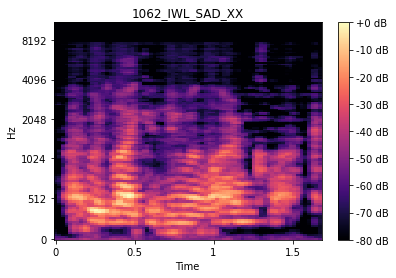 1062_IWL_SAD_XX
+0 dB
8192
-10 dB
4096
-20 dB
-30 dB
2048
Hz
-40 dB
1024
-50 dB
512
-60 dB
-70 dB
0
-80 dB
0
0.5
1
1.5
Time